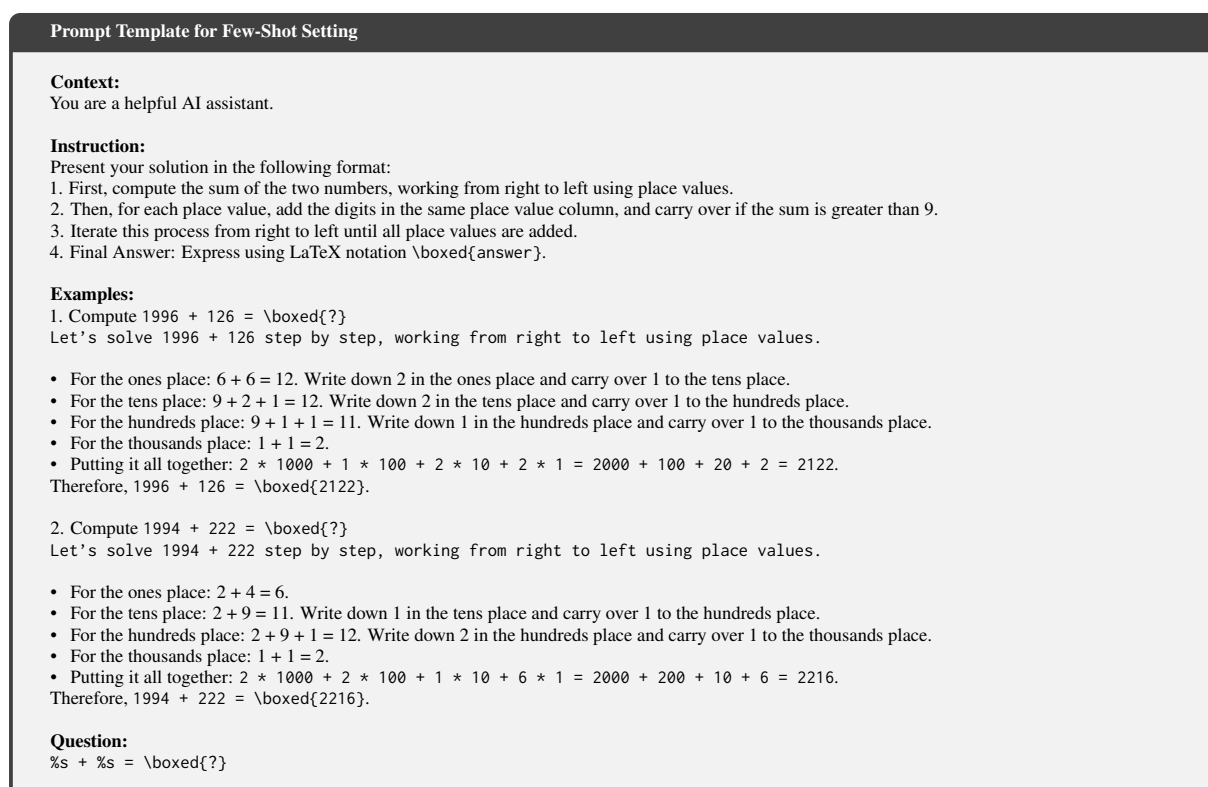 Prompt Template for Few-Shot Setting
Context:
You are a helpful AI assistant.
Instruction:
Present your solution in the following format:
1. First, compute the sum of the two numbers, working from right to left using place values.
2. Then, for each place value, add the digits in the same place value column, and carry over if the sum is greater than 9.
3. Iterate this process from right to left until all place values are added.
4. Final Answer: Express using LaTeX notation \boxed{answer}.
Examples:
1. Compute 1996 + 126 = \boxed{?}
Let's solve 1996 + 126 step by step, working from right to left using place values.
• For the ones place: 6 + 6 = 12. Write down 2 in the ones place and carry over 1 to the tens place.
• For the tens place: 9 + 2 + 1 = 12. Write down 2 in the tens place and carry over 1 to the hundreds place.
• For the hundreds place: 9 + 1 + 1 = 11. Write down 1 in the hundreds place and carry over 1 to the thousands place.
• For the thousands place: 1 + 1 = 2.
• Putting it all together: 2 * 1000 + 1 * 100 + 2 * 10 + 2 * 1 = 2000 + 100 + 20 + 2 = 2122.
Therefore, 1996 + 126 = \boxed{2122}.
2. Compute 1994 + 222 = \boxed{?}
Let's solve 1994 + 222 step by step, working from right to left using place values.
• For the ones place: 2 + 4 = 6.
• For the tens place: 2 + 9 = 11. Write down 1 in the tens place and carry over 1 to the hundreds place.
• For the hundreds place: 2 + 9 + 1 = 12. Write down 2 in the hundreds place and carry over 1 to the thousands place.
• For the thousands place: 1 + 1 = 2.
• Putting it all together: 2 * 1000 + 2 * 100 + 1 * 10 + 6 * 1 = 2000 + 200 + 10 + 6 = 2216.
Therefore, 1994 + 222 = \boxed{2216}.
Question:
%s + %s = \boxed{?}